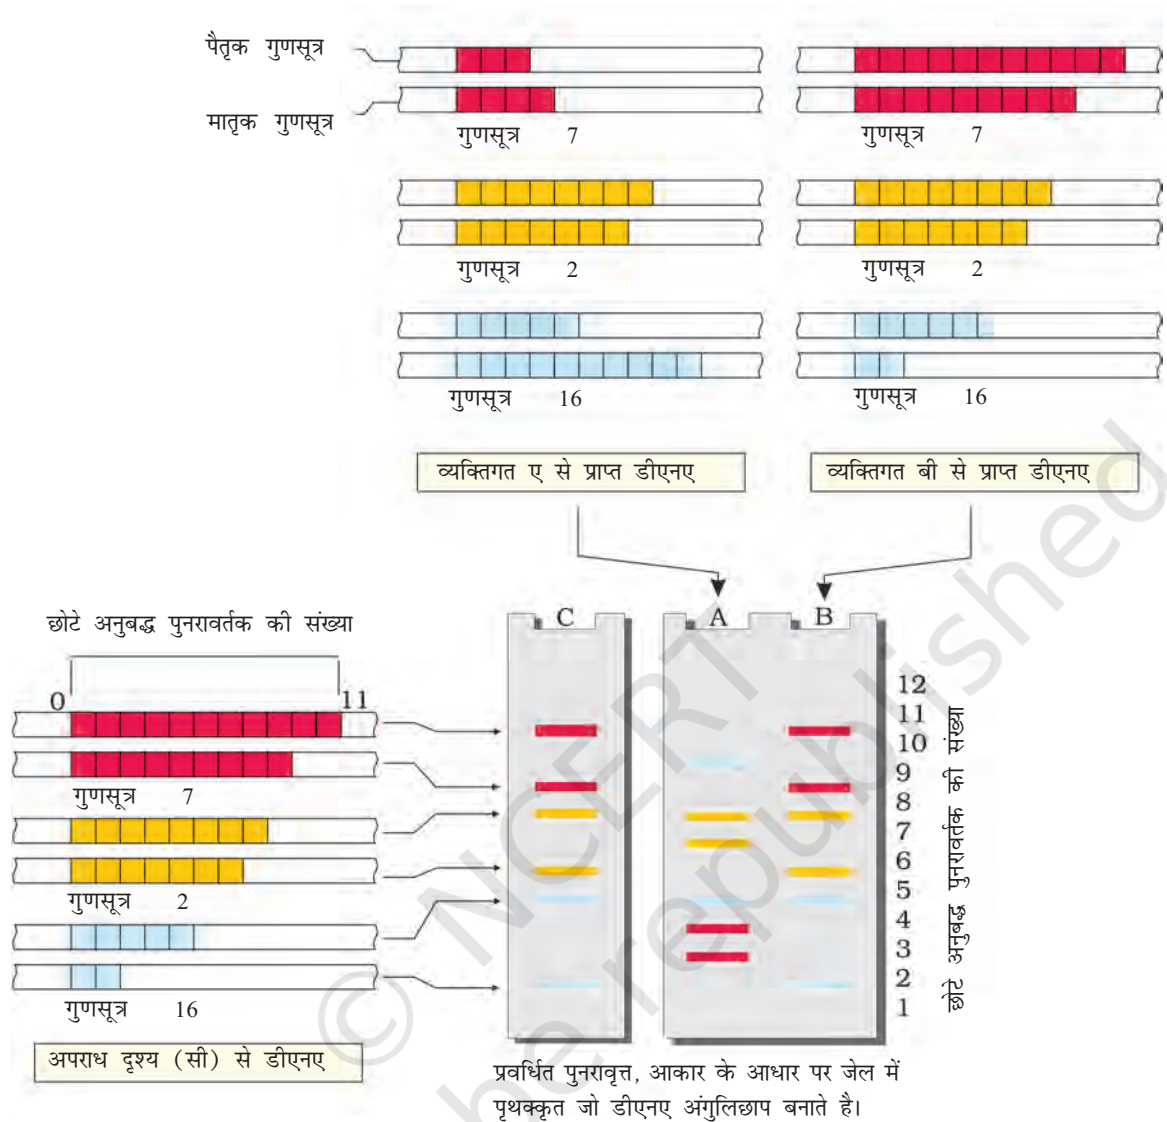 पैतृक गुणसूत्र
मातृक गुणसूत्र
गुणसूत्र 7
गुणसूत्र 7
गुणसूत्र 2
गुणसूत्र 2
गुणसूत्र 16
गुणसूत्र 16
व्यक्तिगत ए से प्राप्त डीएनए
व्यक्तिगत बी से प्राप्त डीएनए
छोटे अनुबद्ध पुनरावर्तक की संख्या
0 11
गुणसूत्र 7
गुणसूत्र 2
गुणसूत्र 16
अपराध दृश्य (सी) से डीएनए
C
A
B
12
11
10
9
8
7
6
5
4
3
2
1
छोटे अनुबद्ध पुनरावर्तक की संख्या
प्रवर्धित पुनरावृत्त, आकार के आधार पर जेल में
पृथक्कृत जो डीएनए अंगुलिछाप बनाते है।
© NCERT
be republished